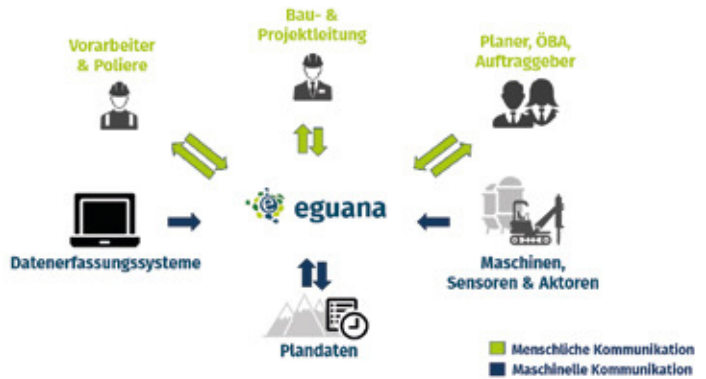 Vorarbeiter
& Poliere
Bau- &
Projektleitung
Planer, ÖBA,
Auftraggeber
eguana
Datenerfassungssysteme
Maschinen,
Sensoren & Aktoren
Plandaten
Menschliche Kommunikation
Maschinelle Kommunikation